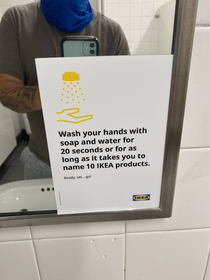 Wash your hands with
soap and water for
20 seconds or for as
long as it takes you to
name 10 IKEA products.
Ready, set... go!
IKEA